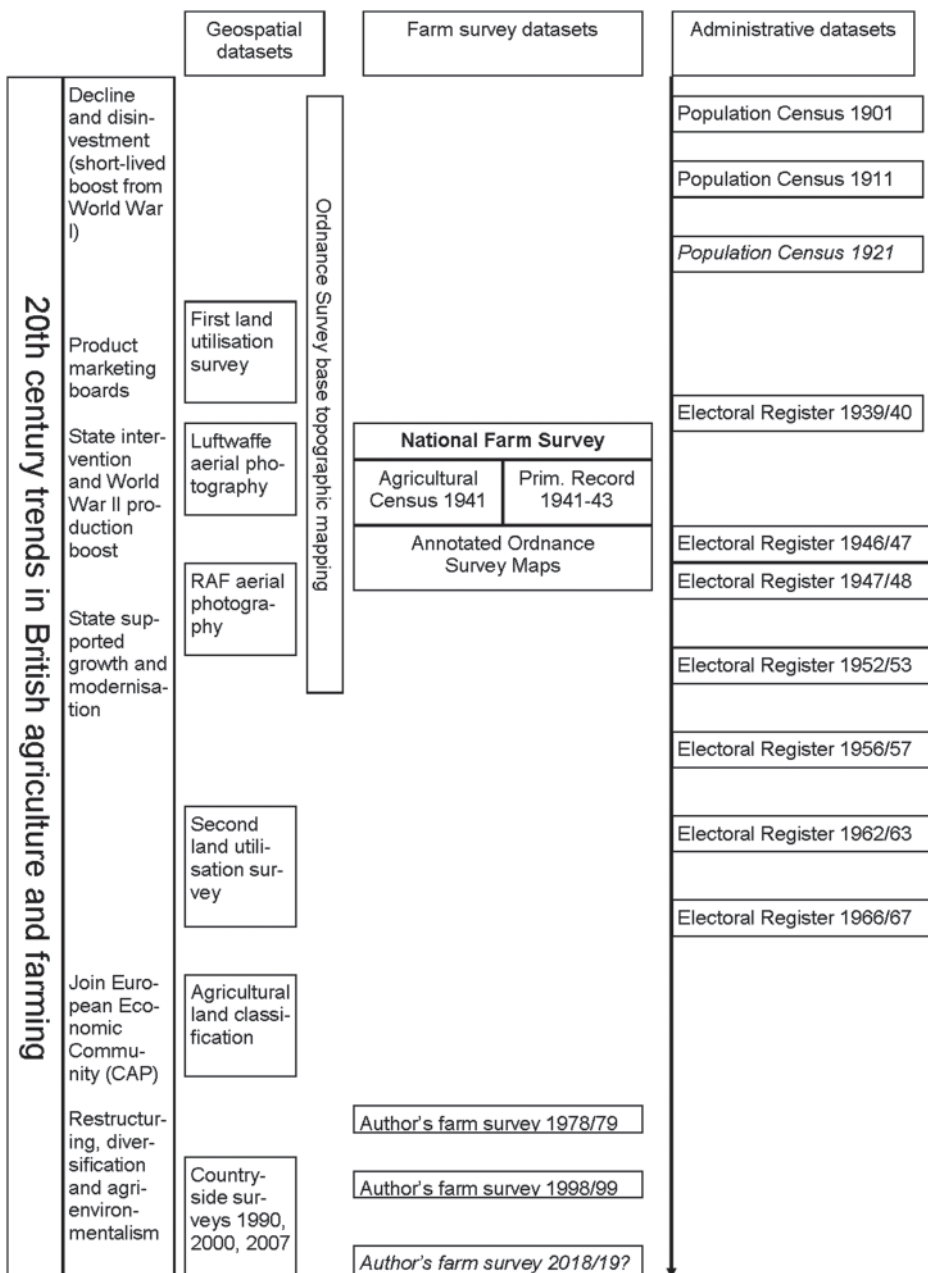 Geospatial
datasets
Farm survey datasets
Administrative datasets
20th century trends in British agriculture and farming
Decline
and disin-
vestment
(short-lived
boost from
World War
I)
Product
marketing
boards
State inter-
vention
and World
War II pro-
duction
boost
State sup-
ported
growth and
modernisa-
tion
Join Euro-
pean Eco-
nomic
Commu-
nity (CAP)
Restructur-
ing, diver-
sification
and agri-
environ-
mentalism
First land
utilisation
survey
Luftwaffe
aerial pho-
tography
RAF aerial
photogra-
phy
Second
land utili-
sation sur-
vey
Agricultural
land classi-
fication
Country-
side sur-
veys 1990,
2000, 2007
Ordnance Survey base topographic mapping
National Farm Survey
Agricultural
Census 1941
Prim. Record
1941-43
Annotated Ordnance
Survey Maps
Author's farm survey 1978/79
Author's farm survey 1998/99
Author's farm survey 2018/19?
Population Census 1901
Population Census 1911
Population Census 1921
Electoral Register 1939/40
Electoral Register 1946/47
Electoral Register 1947/48
Electoral Register 1952/53
Electoral Register 1956/57
Electoral Register 1962/63
Electoral Register 1966/67